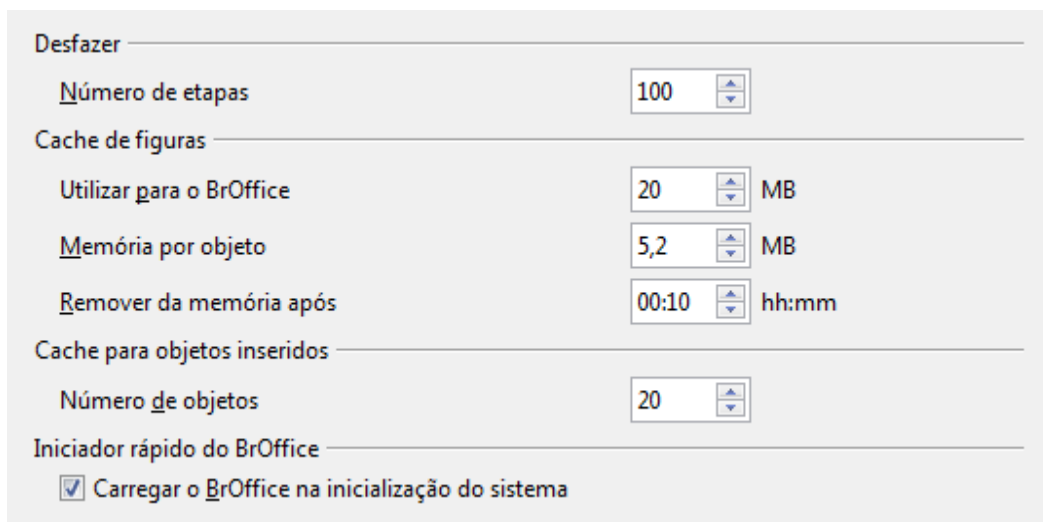 Desfazer
Número de etapas 100
Cache de figuras
Utilizar para o BrOffice 20 MB
Memória por objeto 5,2 MB
Remover da memória após 00:10 hh:mm
Cache para objetos inseridos
Número de objetos 20
Iniciador rápido do BrOffice
Carregar o BrOffice na inicialização do sistema